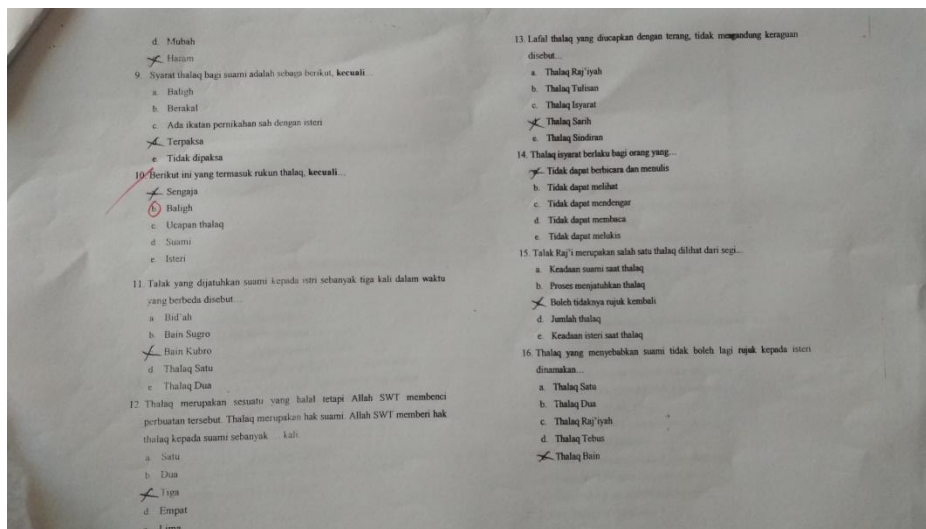 d. Mubah
Haram
9. Syarat thalaq bagi suami adalah sebagai berikut, kecuali...
a. Baligh
b. Berakal
c. Ada ikatan pernikahan sah dengan isteri
Terpaksa
e. Tidak dipaksa
10. Berikut ini yang termasuk rukun thalaq, kecuali...
Sengaja
b. Baligh
c. Ucapan thalaq
d. Suami
e. Isteri
11. Talak yang dijatuhkan suami kepada istri sebanyak tiga kali dalam waktu
yang berbeda disebut...
a. Bid'ah
b. Bain Sugro
Bain Kubro
d. Thalaq Satu
e. Thalaq Dua
12. Thalaq merupakan sesuatu yang halal tetapi Allah SWT membenci
perbuatan tersebut. Thalaq merupakan hak suami. Allah SWT memberi hak
thalaq kepada suami sebanyak ... kali.
a. Satu
b. Dua
Tiga
d. Empat
13. Lafal thalaq yang diucapkan dengan terang, tidak mengandung keraguan
disebut...
a. Thalaq Raj'iyah
b. Thalaq Tulisan
c. Thalaq Isyarat
Thalaq Sarih
e. Thalaq Sindiran
14. Thalaq isyarat berlaku bagi orang yang...
Tidak dapat berbicara dan menulis
b. Tidak dapat melihat
c. Tidak dapat mendengar
d. Tidak dapat membaca
e. Tidak dapat melukis
15. Talak Raj'i merupakan salah satu thalaq dilihat dari segi...
a. Keadaan suami saat thalaq
b. Proses menjatuhkan thalaq
Boleh tidaknya rujuk kembali
d. Jumlah thalaq
e. Keadaan isteri saat thalaq
16. Thalaq yang menyebabkan suami tidak boleh lagi rujuk kepada isteri
dinamakan...
a. Thalaq Satu
b. Thalaq Dua
c. Thalaq Raj'iyah
d. Thalaq Tebus
Thalaq Bain